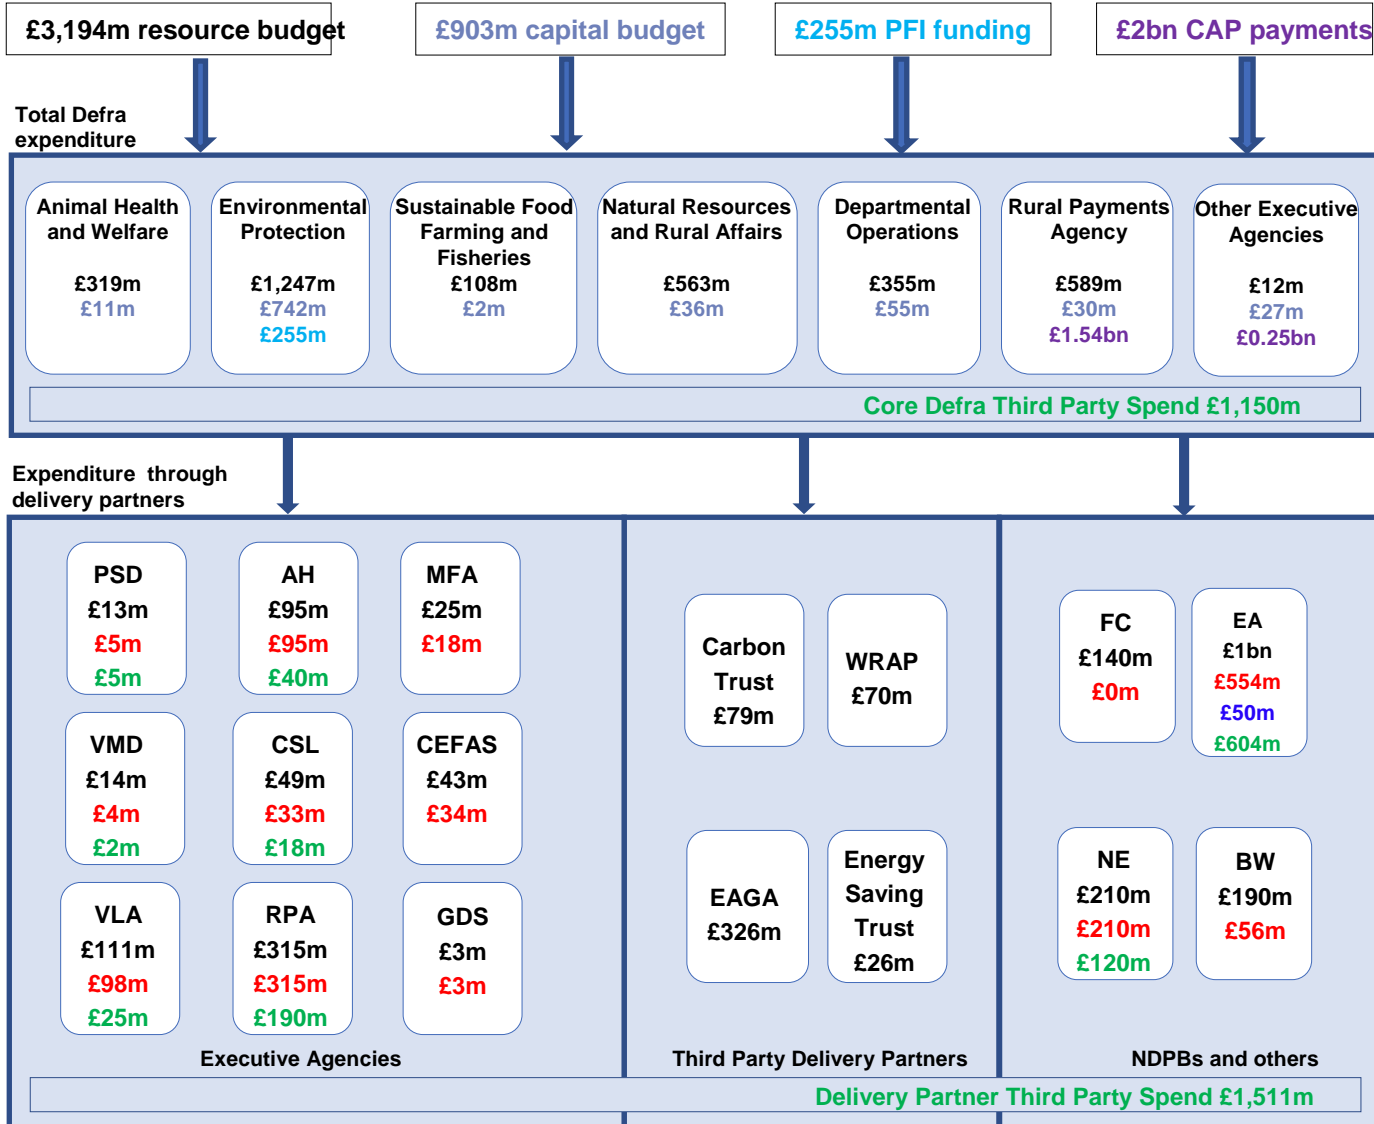 £3,194m resource budget
£903m capital budget
£255m PFI funding
£2bn CAP payments
Total Defra
expenditure
Animal Health
and Welfare
£319m
£11m
Environmental
Protection
£1,247m
£742m
£255m
Sustainable Food
Farming and
Fisheries
£108m
£2m
Natural Resources
and Rural Affairs
£563m
£36m
Departmental
Operations
£355m
£55m
Rural Payments
Agency
£589m
£30m
£1.54bn
Other Executive
Agencies
£12m
£27m
£0.25bn
Core Defra Third Party Spend £1,150m
Expenditure through
delivery partners
PSD
£13m
£5m
£5m
AH
£95m
£95m
£40m
MFA
£25m
£18m
VMD
£14m
£4m
£2m
CSL
£49m
£33m
£18m
CEFAS
£43m
£34m
VLA
£111m
£98m
£25m
RPA
£315m
£315m
£190m
GDS
£3m
£3m
Executive Agencies
Carbon
Trust
£79m
WRAP
£70m
EAGA
£326m
Energy
Saving
Trust
£26m
Third Party Delivery Partners
FC
£140m
£0m
EA
£1bn
£554m
£50m
£604m
NE
£210m
£210m
£120m
BW
£190m
£56m
NDPBs and others
Delivery Partner Third Party Spend £1,511m